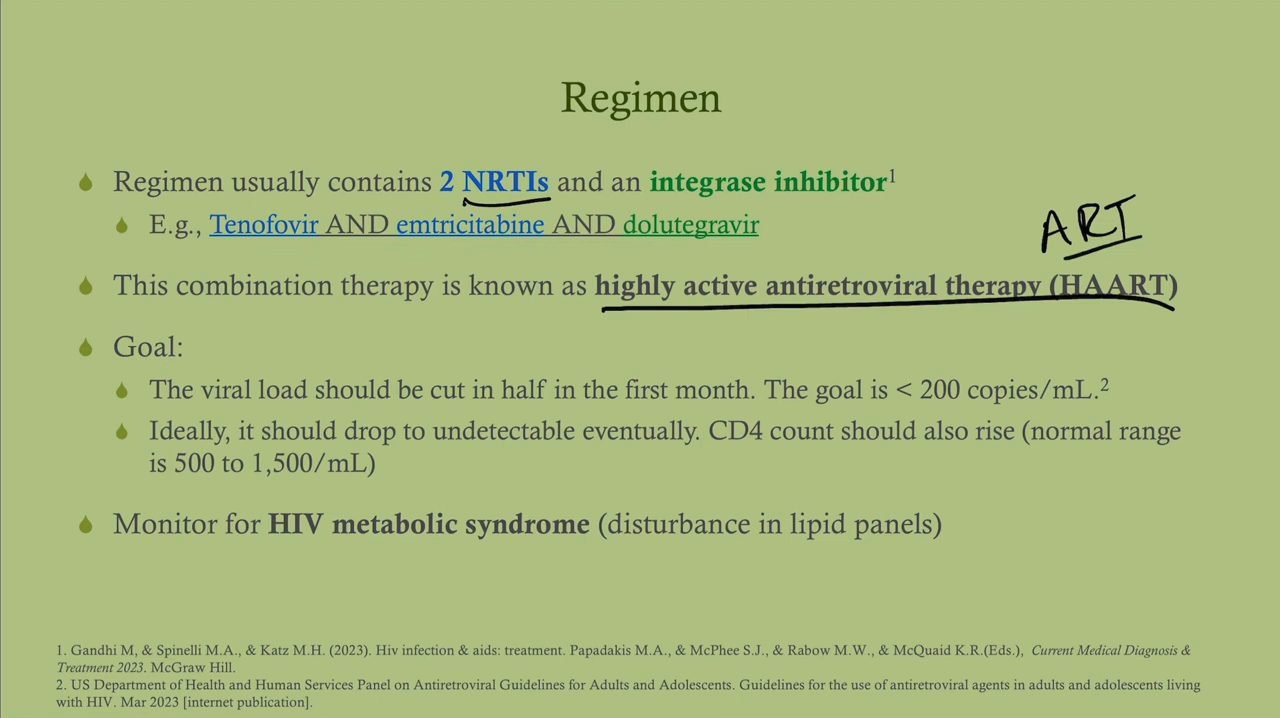 Regimen
Regimen usually contains 2 NRTIs and an integrase inhibitor1
E.g., Tenofovir AND emtricitabine AND dolutegravir
ART
This combination therapy is known as highly active antiretroviral therapy (HAART)
Goal:
The viral load should be cut in half in the first month. The goal is < 200 copies/mL.2
Ideally, it should drop to undetectable eventually. CD4 count should also rise (normal range
is 500 to 1,500/mL)
Monitor for HIV metabolic syndrome (disturbance in lipid panels)
1. Gandhi M, & Spinelli M.A., & Katz M.H. (2023). Hiv infection & aids: treatment. Papadakis M.A., & McPhee S.J., & Rabow M.W., & McQuaid K.R.(Eds.), Current Medical Diagnosis &
Treatment 2023. McGraw Hill.
2. US Department of Health and Human Services Panel on Antiretroviral Guidelines for Adults and Adolescents. Guidelines for the use of antiretroviral agents in adults and adolescents living
with HIV. Mar 2023 [internet publication].